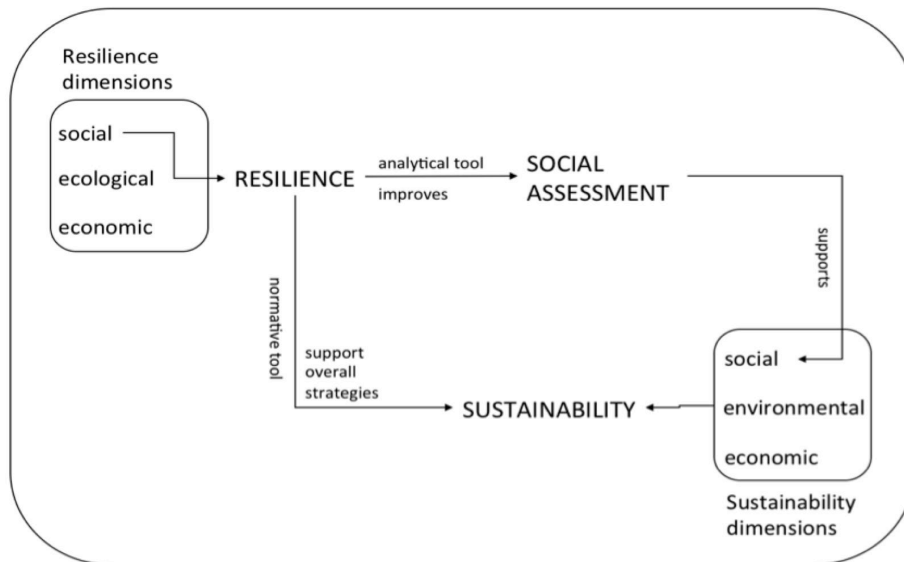 Resilience
dimensions
social
ecological
economic
RESILIENCE
analytical tool
improves
SOCIAL
ASSESSMENT
supports
normative tool
support
overall
strategies
SUSTAINABILITY
social
environmental
economic
Sustainability
dimensions